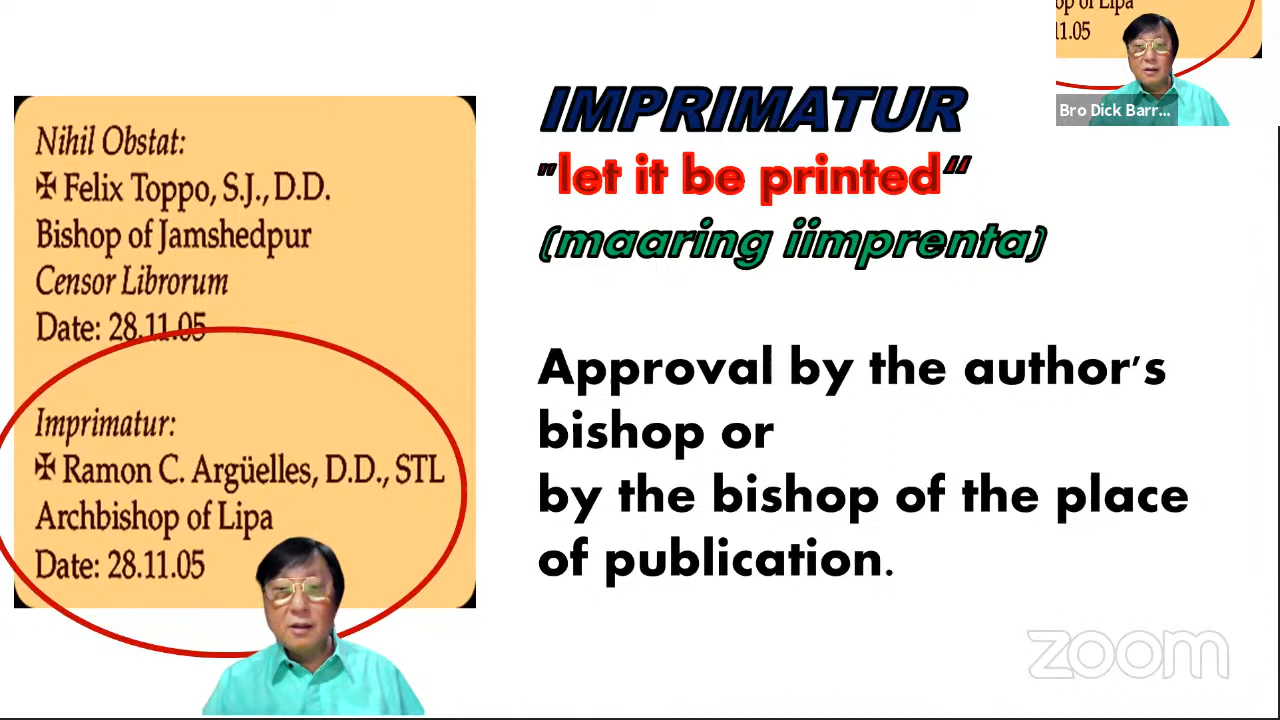 Nihil Obstat:
✠ Felix Toppo, S.J., D.D.
Bishop of Jamshedpur
Censor Librorum
Date: 28.11.05
Imprimatur:
✠ Ramon C. Argüelles, D.D., STL
Archbishop of Lipa
Date: 28.11.05
IMPRIMATUR
"let it be printed“
(maaring iimprenta)
Approval by the author's
bishop or
by the bishop of the place
of publication.
op of Lipa
11.05
Bro Dick Barr...
zoom